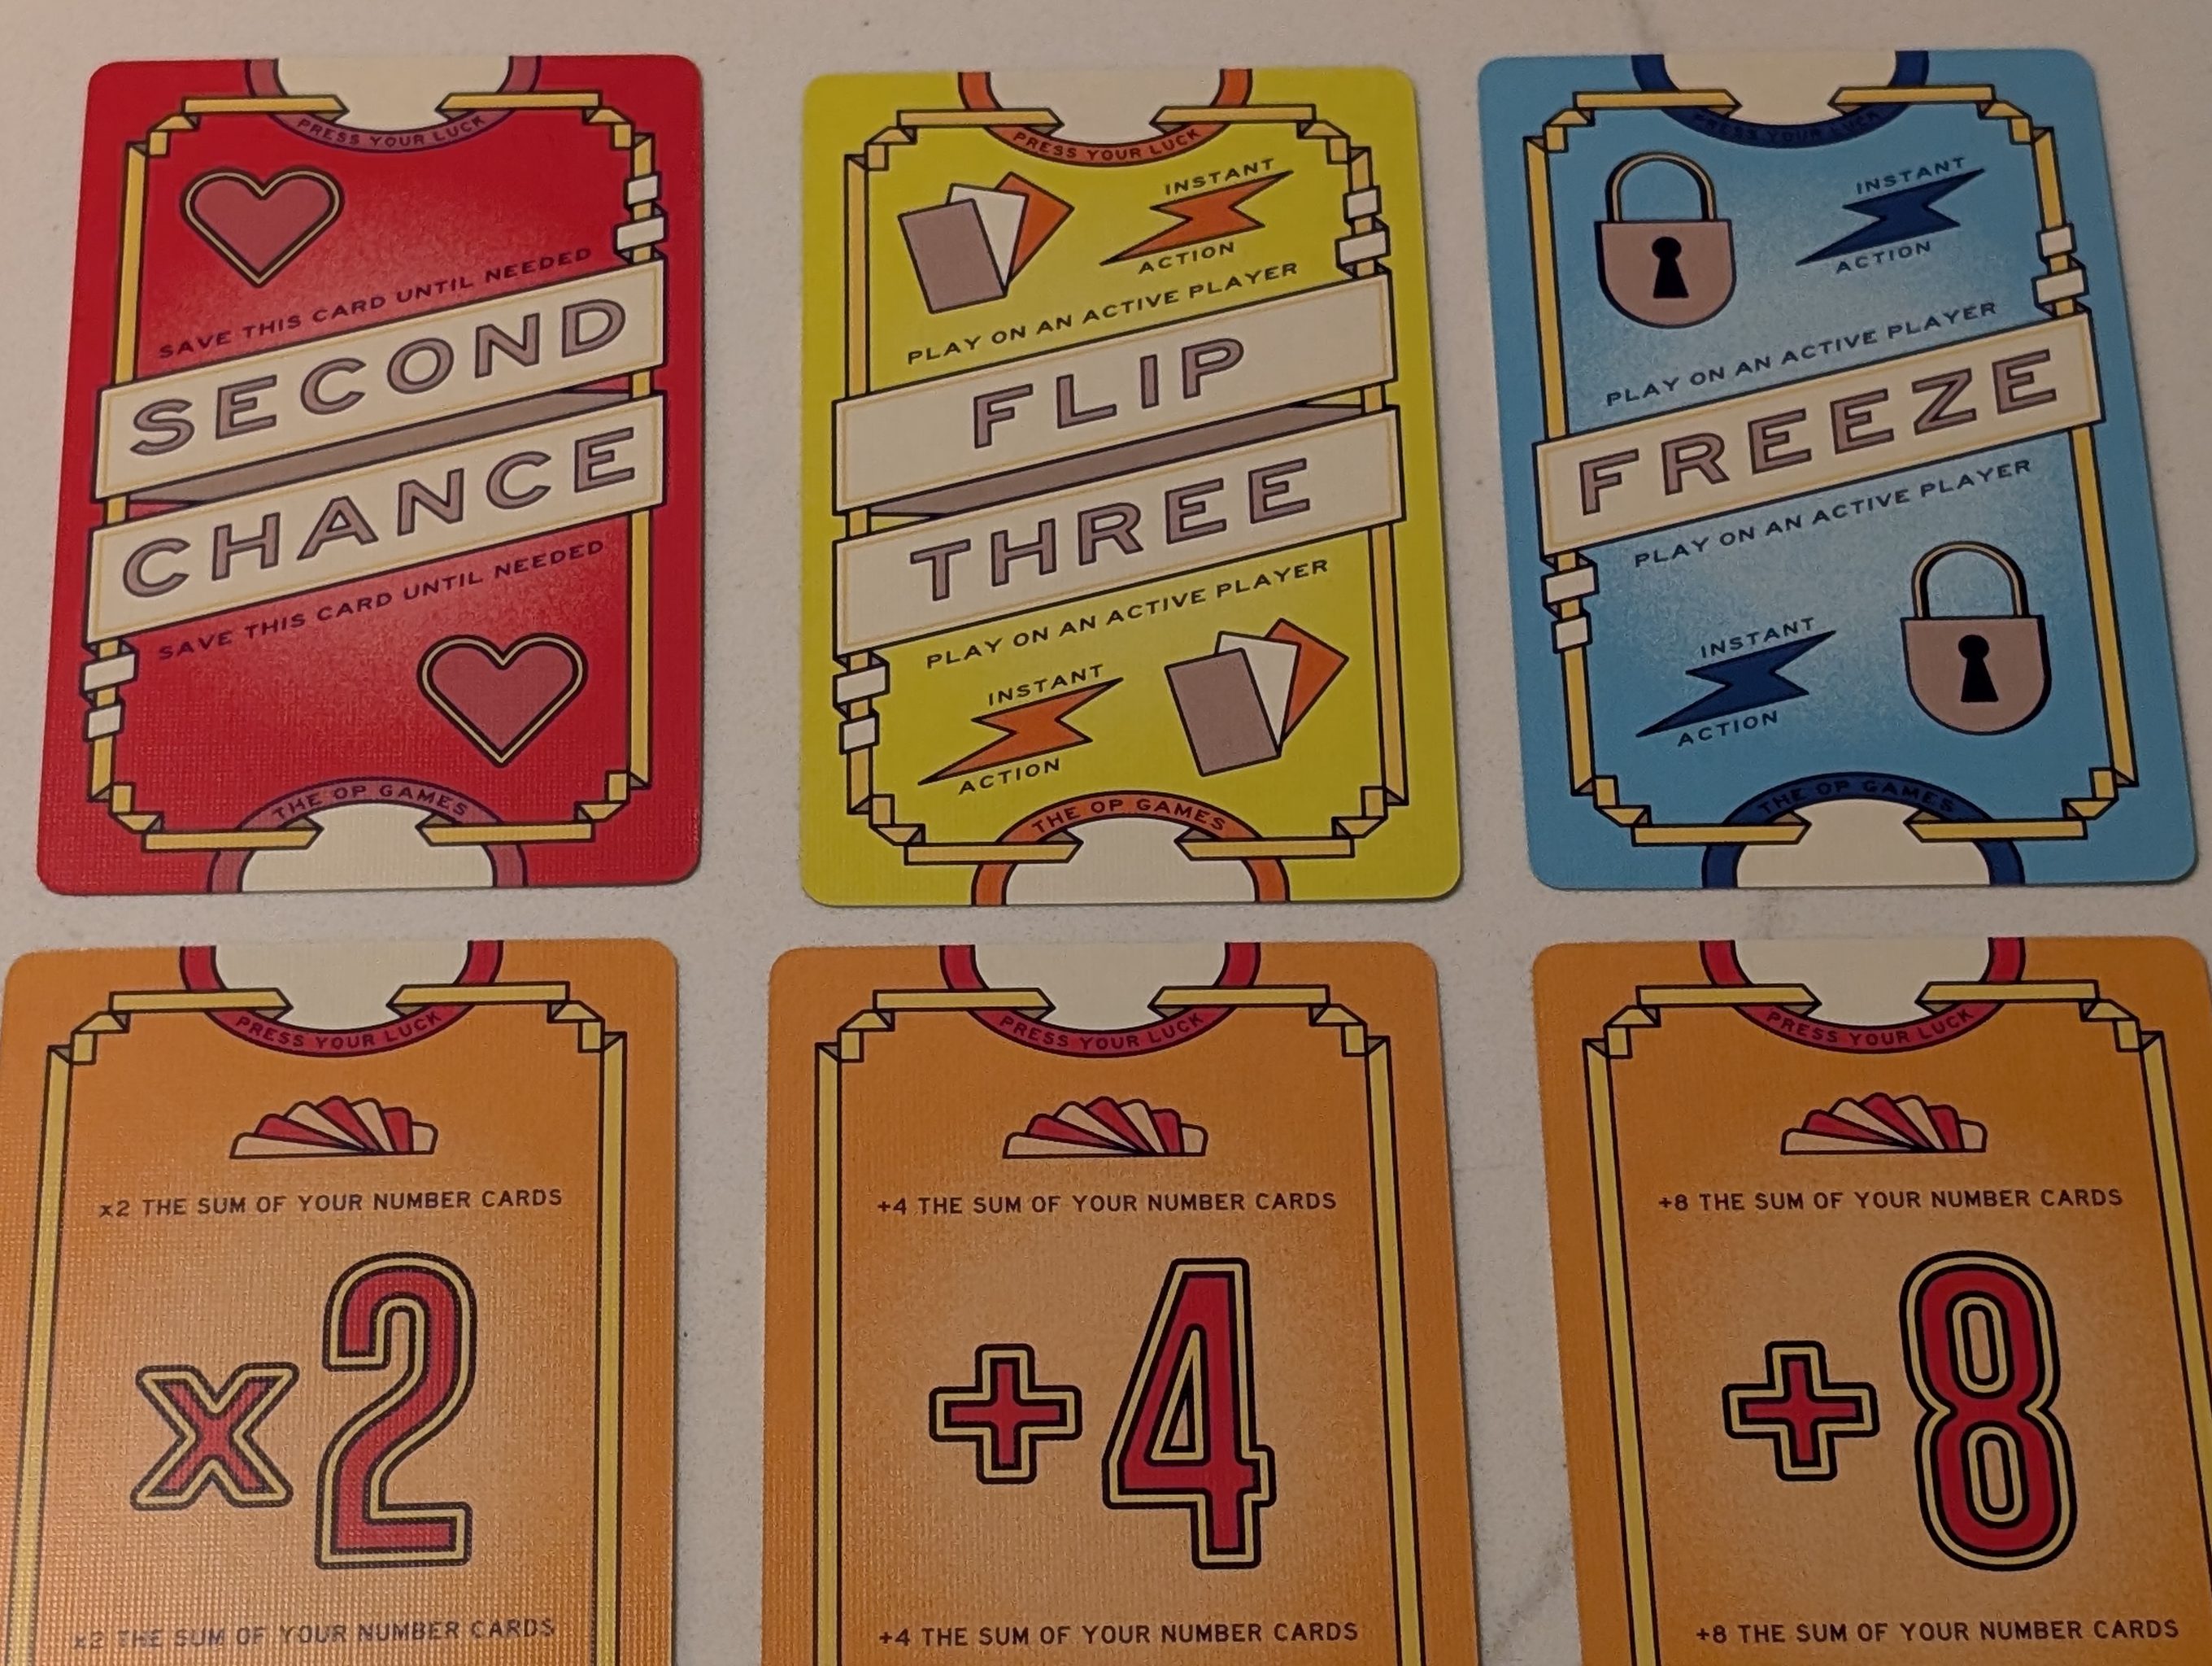 PRESS YOUR LUCK
SAVE THIS CARD UNTIL NEEDED
SECOND
CHANCE
SAVE THIS CARD UNTIL NEEDED
THE OP GAMES
PRESS YOUR LUCK
INSTANT
ACTION
PLAY ON AN ACTIVE PLAYER
FLIP
THREE
PLAY ON AN ACTIVE PLAYER
INSTANT
ACTION
THE OP GAMES
PRESS YOUR LUCK
INSTANT
ACTION
PLAY ON AN ACTIVE PLAYER
FREEZE
PLAY ON AN ACTIVE PLAYER
INSTANT
ACTION
THE OP GAMES
PRESS YOUR LUCK
x2 THE SUM OF YOUR NUMBER CARDS
x2
x2 THE SUM OF YOUR NUMBER CARDS
PRESS YOUR LUCK
+4 THE SUM OF YOUR NUMBER CARDS
+4
+4 THE SUM OF YOUR NUMBER CARDS
PRESS YOUR LUCK
+8 THE SUM OF YOUR NUMBER CARDS
+8
+8 THE SUM OF YOUR NUMBER CARDS